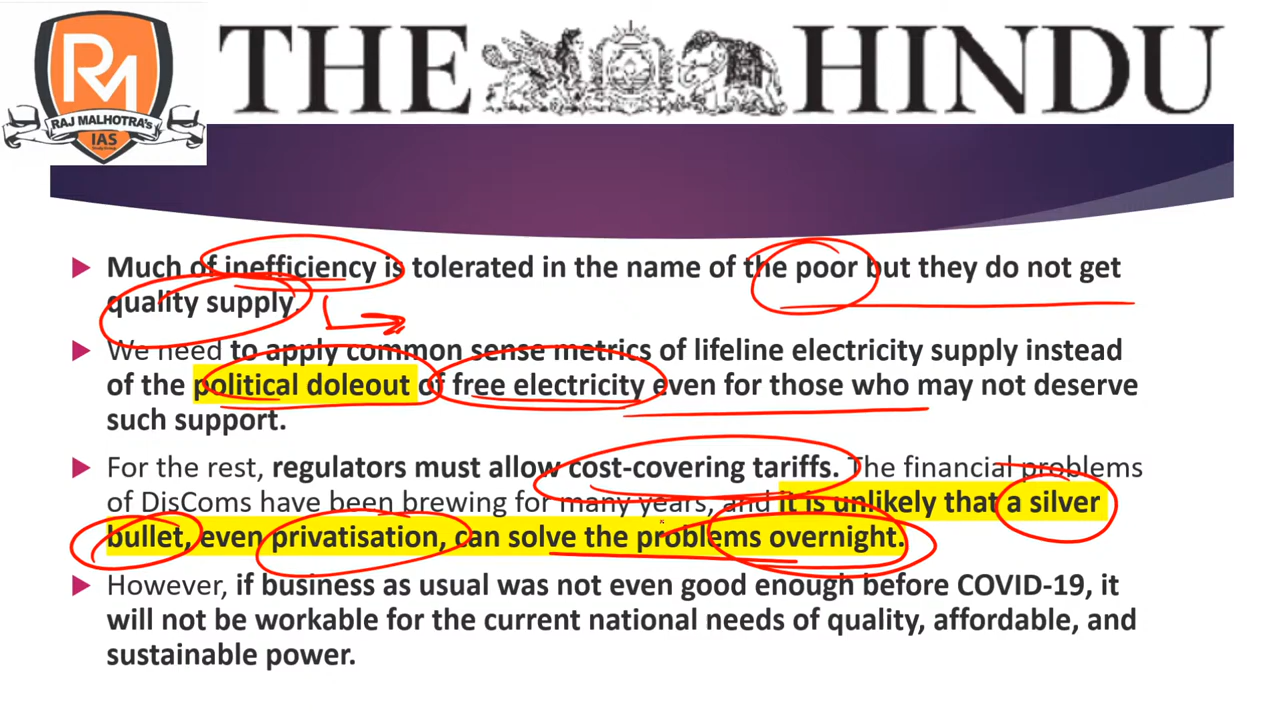 RM
RAJ MALHOTRA'S
IAS
THE HINDU
Much of inefficiency is tolerated in the name of the poor but they do not get
quality supply.
We need to apply common sense metrics of lifeline electricity supply instead
of the political doleout of free electricity even for those who may not deserve
such support.
For the rest, regulators must allow cost-covering tariffs. The financial problems
of DisComs have been brewing for many years, and it is unlikely that a silver
bullet, even privatisation, can solve the problems overnight.
However, if business as usual was not even good enough before COVID-19, it
will not be workable for the current national needs of quality, affordable, and
sustainable power.